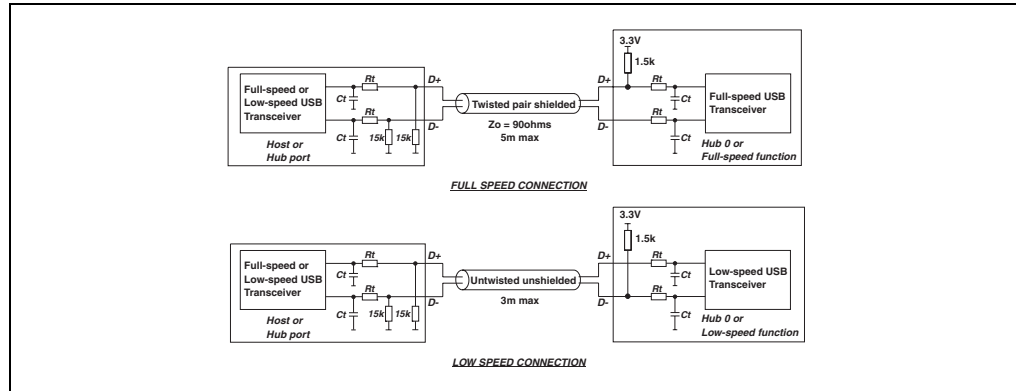 Full-speed or
Low-speed USB
Transceiver
Host or
Hub port
Ct
Rt
Ct
Rt
15k
15k
D+
D-
Twisted pair shielded
Zo = 90ohms
5m max
3.3V
1.5k
D+
D-
Rt
Ct
Rt
Ct
Full-speed USB
Transceiver
Hub 0 or
Full-speed function
FULL SPEED CONNECTION
Full-speed or
Low-speed USB
Transceiver
Host or
Hub port
Ct
Rt
Ct
Rt
15k
15k
D+
D-
Untwisted unshielded
3m max
3.3V
1.5k
D+
D-
Rt
Ct
Rt
Ct
Low-speed USB
Transceiver
Hub 0 or
Low-speed function
LOW SPEED CONNECTION